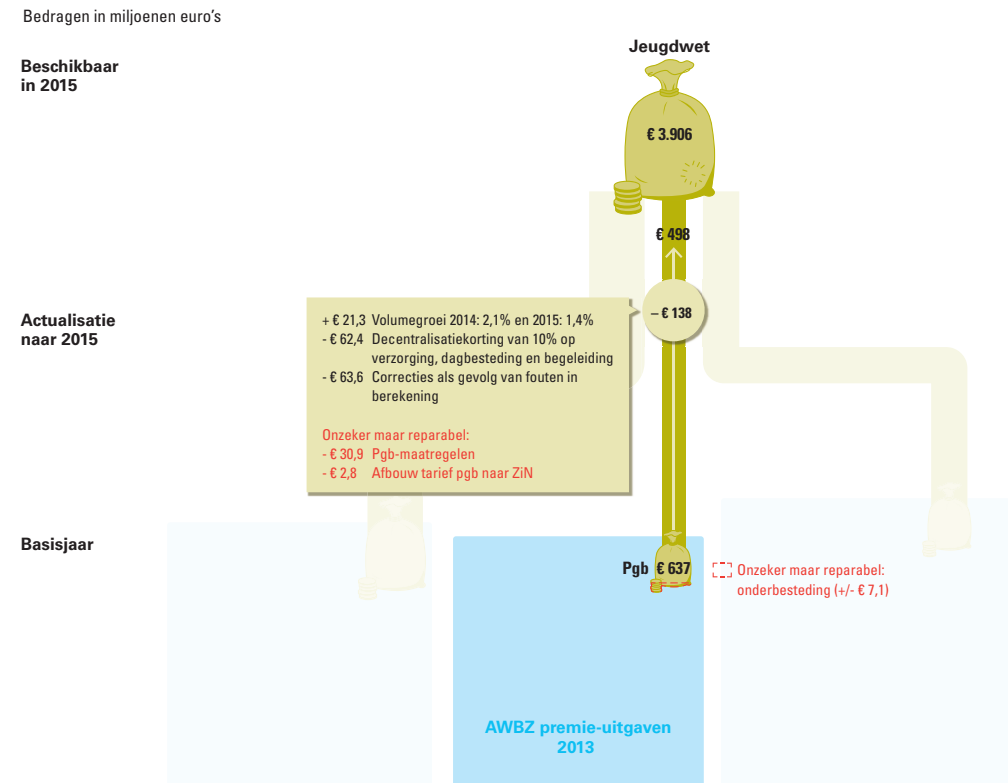 Bedragen in miljoenen euro's
Beschikbaar
in 2015
Jeugdwet
€ 3.906
€ 498
Actualisatie
naar 2015
– € 138
+ € 21,3 Volumegroei 2014: 2,1% en 2015: 1,4%
- € 62,4 Decentralisatiekorting van 10% op
verzorging, dagbesteding en begeleiding
- € 63,6 Correcties als gevolg van fouten in
berekening
Onzeker maar reparabel:
- € 30,9 Pgb-maatregelen
- € 2,8 Afbouw tarief pgb naar ZiN
Basisjaar
Pgb € 637
Onzeker maar reparabel:
onderbesteding (+/- € 7,1)
AWBZ premie-uitgaven
2013